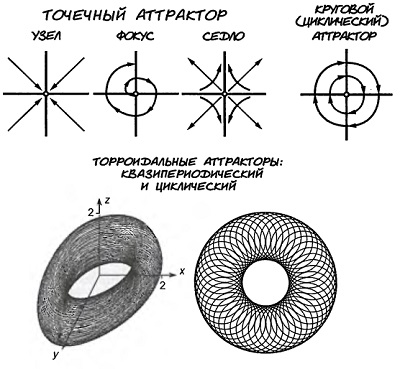 ТОЧЕЧНЫЙ АТТРАКТОР
УЗЕЛ
ФОКУС
СЕДЛО
КРУГОВОЙ
(ЦИКЛИЧЕСКИЙ)
АТТРАКТОР
ТОРРОИДАЛЬНЫЕ АТТРАКТОРЫ:
КВАЗИПЕРИОДИЧЕСКИЙ
И ЦИКЛИЧЕСКИЙ
z
2
x
2
y